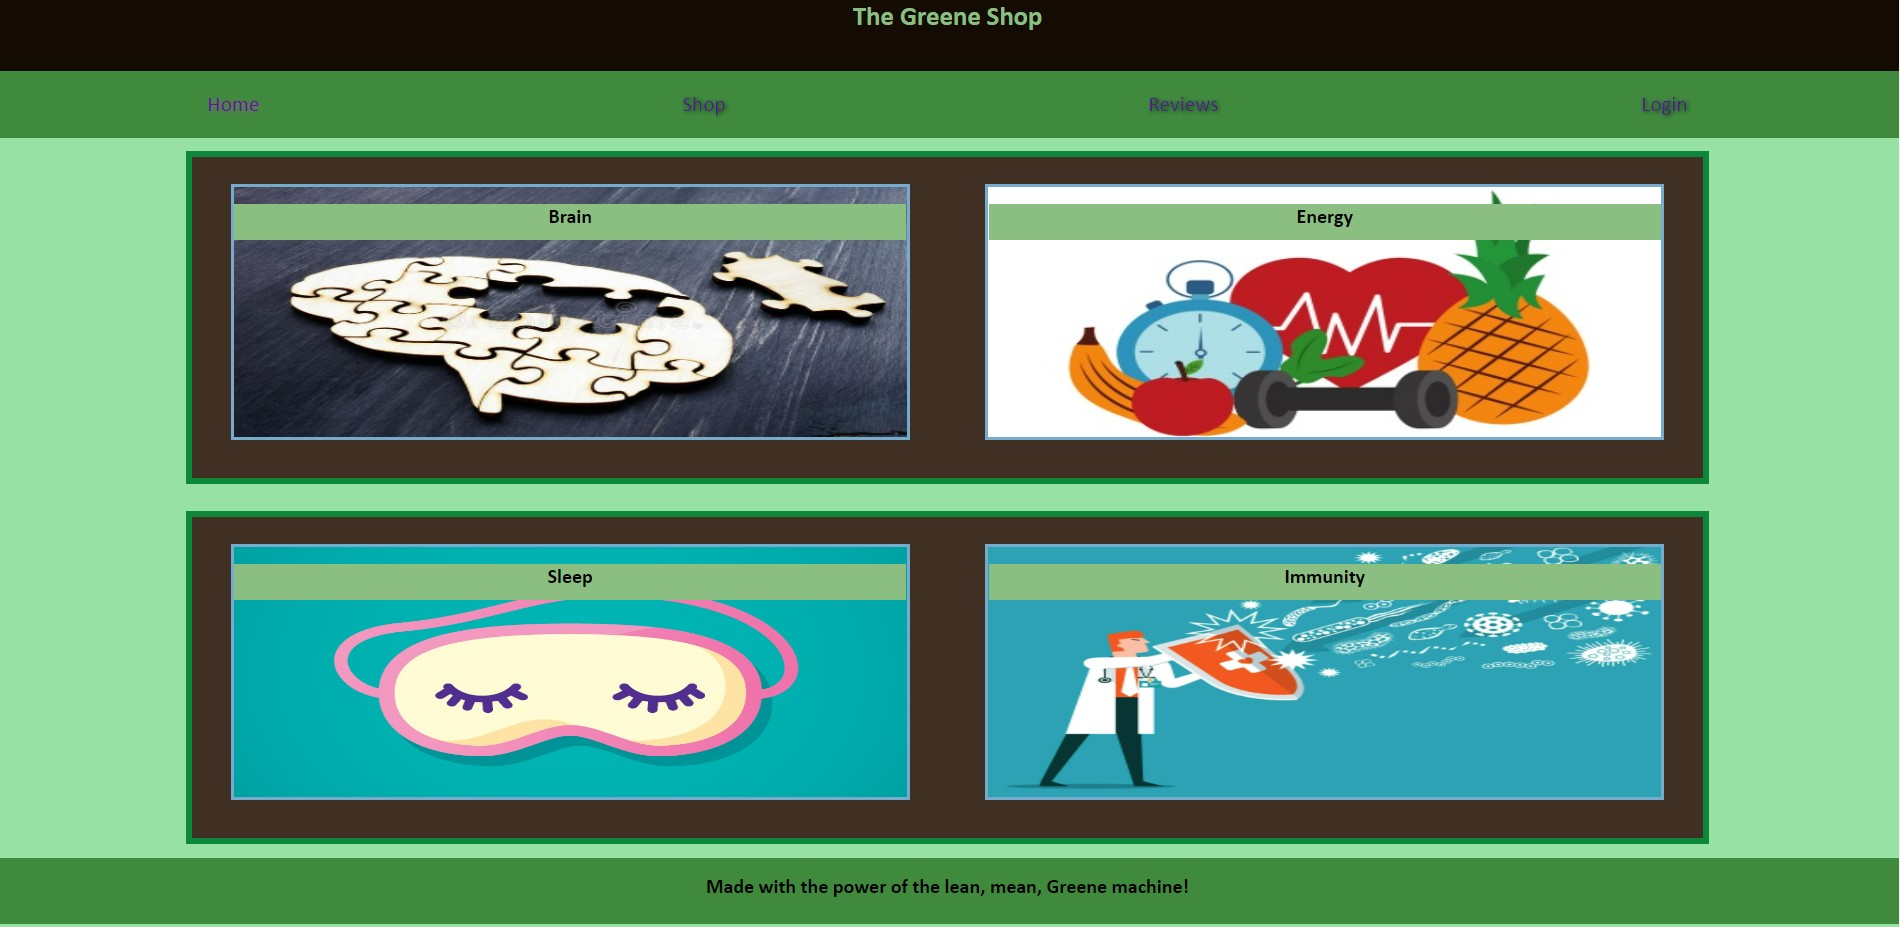 The Greene Shop
Home Shop Reviews Login
Brain Energy
Sleep Immunity
Made with the power of the lean, mean, Greene machine!